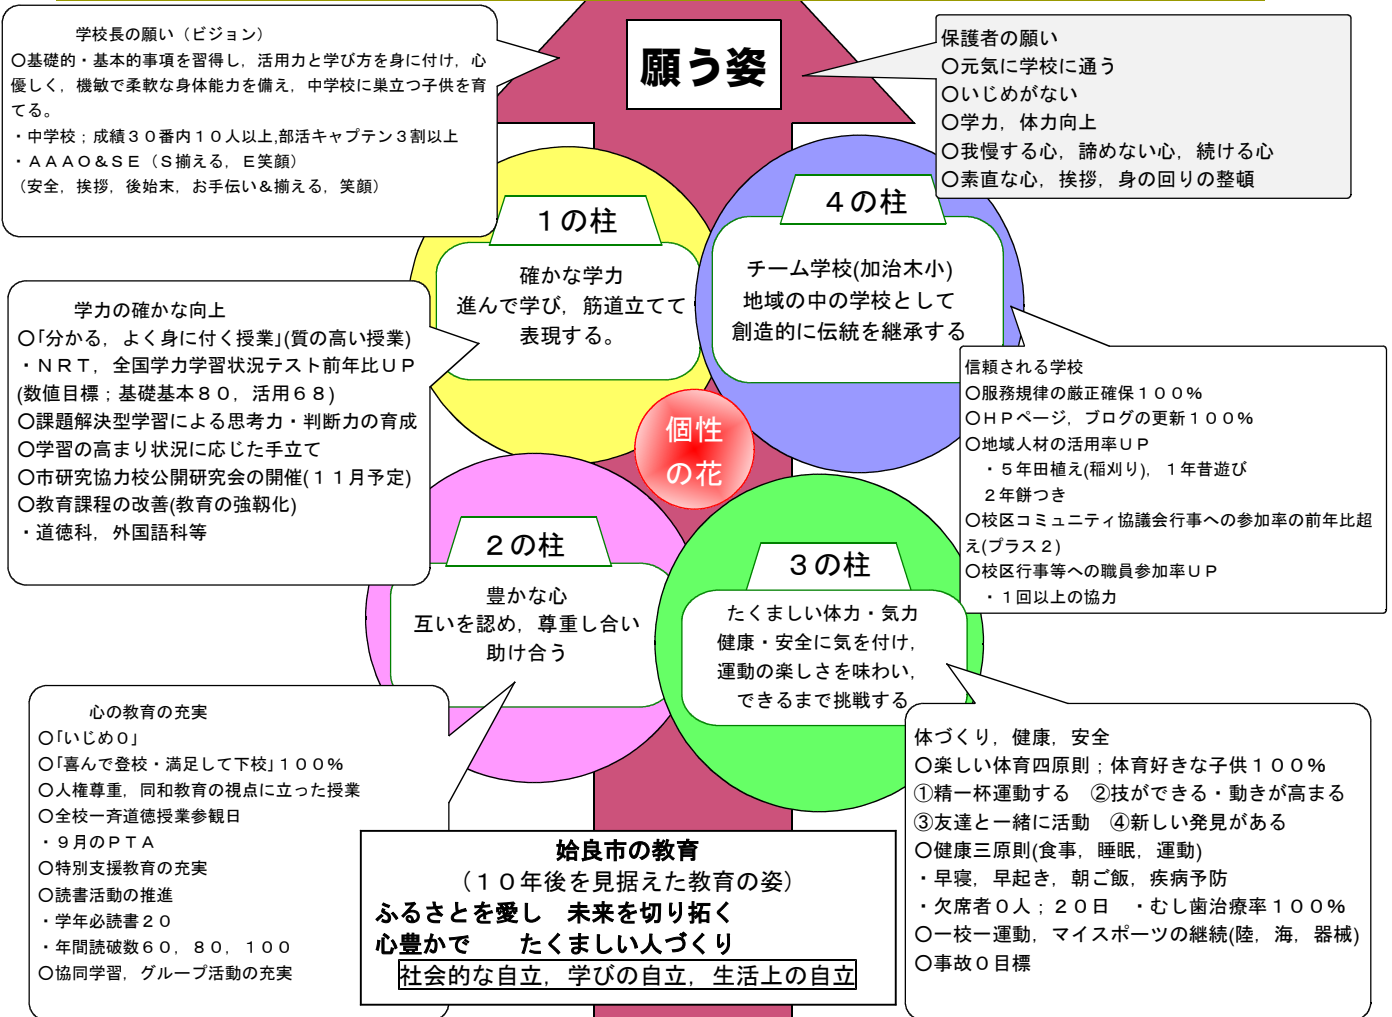 学校長の願い（ビジョン）
○基礎的・基本的事項を習得し，活用力と学び方を身に付け，心
優しく，機敏で柔軟な身体能力を備え，中学校に巣立つ子供を育
てる。
・中学校；成績３０番内１０人以上,部活キャプテン３割以上
・ＡＡＡＯ＆ＳＥ（Ｓ揃える，Ｅ笑顔）
（安全，挨拶，後始末，お手伝い＆揃える，笑顔）
願う姿
保護者の願い
○元気に学校に通う
○いじめがない
○学力，体力向上
○我慢する心，諦めない心，続ける心
○素直な心，挨拶，身の回りの整頓
１の柱
確かな学力
進んで学び，筋道立てて
表現する。
４の柱
チーム学校(加治木小)
地域の中の学校として
創造的に伝統を継承する
学力の確かな向上
○「分かる，よく身に付く授業」(質の高い授業)
・ＮＲＴ，全国学力学習状況テスト前年比ＵＰ
(数値目標；基礎基本８０，活用６８)
○課題解決型学習による思考力・判断力の育成
○学習の高まり状況に応じた手立て
○市研究協力校公開研究会の開催(１１月予定)
○教育課程の改善(教育の強靱化)
・道徳科，外国語科等
個性
の花
信頼される学校
○服務規律の厳正確保１００％
○ＨＰページ，ブログの更新１００％
○地域人材の活用率ＵＰ
・５年田植え(稲刈り)，１年昔遊び
２年餅つき
○校区コミュニティ協議会行事への参加率の前年比超
え(プラス２)
○校区行事等への職員参加率ＵＰ
・１回以上の協力
２の柱
豊かな心
互いを認め，尊重し合い
助け合う
３の柱
たくましい体力・気力
健康・安全に気を付け，
運動の楽しさを味わい，
できるまで挑戦する
心の教育の充実
○「いじめ０」
○「喜んで登校・満足して下校」１００％
○人権尊重，同和教育の視点に立った授業
○全校一斉道徳授業参観日
・９月のＰＴＡ
○特別支援教育の充実
○読書活動の推進
・学年必読書２０
・年間読破数６０，８０，１００
○協同学習，グループ活動の充実
体づくり，健康，安全
○楽しい体育四原則；体育好きな子供１００％
①精一杯運動する　②技ができる・動きが高まる
③友達と一緒に活動　④新しい発見がある
○健康三原則(食事，睡眠，運動)
・早寝，早起き，朝ご飯，疾病予防
・欠席者０人；２０日　・むし歯治療率１００％
○一校一運動，マイスポーツの継続(陸，海，器械)
○事故０目標
姶良市の教育
（１０年後を見据えた教育の姿）
ふるさとを愛し　未来を切り拓く
心豊かで　　たくましい人づくり
社会的な自立，学びの自立，生活上の自立